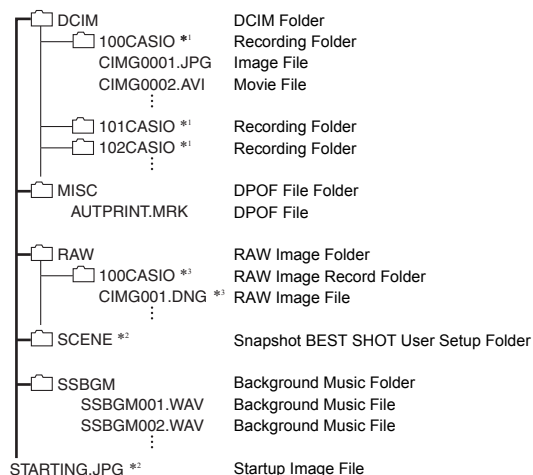 DCIM DCIM Folder
100CASIO *1 Recording Folder
CIMG0001.JPG Image File
CIMG0002.AVI Movie File
⋮
101CASIO *1 Recording Folder
102CASIO *1 Recording Folder
⋮
MISC DPOF File Folder
AUTPRINT.MRK DPOF File
RAW RAW Image Folder
100CASIO *3 RAW Image Record Folder
CIMG001.DNG *3 RAW Image File
⋮
SCENE *2 Snapshot BEST SHOT User Setup Folder
SSBGM Background Music Folder
SSBGM001.WAV Background Music File
SSBGM002.WAV Background Music File
⋮
STARTING.JPG *2 Startup Image File